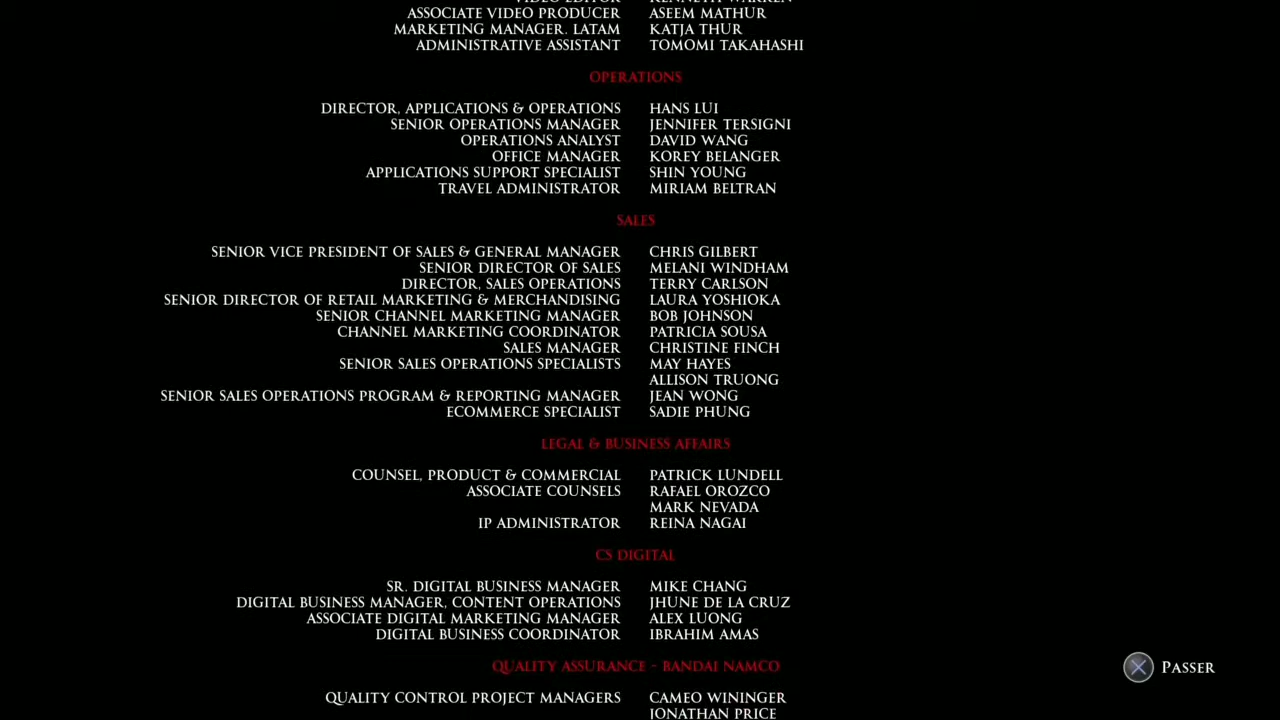 VIDEO EDITOR KENNETH WARREN
ASSOCIATE VIDEO PRODUCER ASEEM MATHUR
MARKETING MANAGER. LATAM KATJA THUR
ADMINISTRATIVE ASSISTANT TOMOMI TAKAHASHI
OPERATIONS
DIRECTOR, APPLICATIONS & OPERATIONS HANS LUI
SENIOR OPERATIONS MANAGER JENNIFER TERSIGNI
OPERATIONS ANALYST DAVID WANG
OFFICE MANAGER KOREY BELANGER
APPLICATIONS SUPPORT SPECIALIST SHIN YOUNG
TRAVEL ADMINISTRATOR MIRIAM BELTRAN
SALES
SENIOR VICE PRESIDENT OF SALES & GENERAL MANAGER CHRIS GILBERT
SENIOR DIRECTOR OF SALES MELANI WINDHAM
DIRECTOR, SALES OPERATIONS TERRY CARLSON
SENIOR DIRECTOR OF RETAIL MARKETING & MERCHANDISING LAURA YOSHIOKA
SENIOR CHANNEL MARKETING MANAGER BOB JOHNSON
CHANNEL MARKETING COORDINATOR PATRICIA SOUSA
SALES MANAGER CHRISTINE FINCH
SENIOR SALES OPERATIONS SPECIALISTS MAY HAYES
ALLISON TRUONG
SENIOR SALES OPERATIONS PROGRAM & REPORTING MANAGER JEAN WONG
ECOMMERCE SPECIALIST SADIE PHUNG
LEGAL & BUSINESS AFFAIRS
COUNSEL, PRODUCT & COMMERCIAL PATRICK LUNDELL
ASSOCIATE COUNSELS RAFAEL OROZCO
MARK NEVADA
IP ADMINISTRATOR REINA NAGAI
CS DIGITAL
SR. DIGITAL BUSINESS MANAGER MIKE CHANG
DIGITAL BUSINESS MANAGER, CONTENT OPERATIONS JHUNE DE LA CRUZ
ASSOCIATE DIGITAL MARKETING MANAGER ALEX LUONG
DIGITAL BUSINESS COORDINATOR IBRAHIM AMAS
QUALITY ASSURANCE - BANDAI NAMCO
QUALITY CONTROL PROJECT MANAGERS CAMEO WININGER
JONATHAN PRICE
PASSER